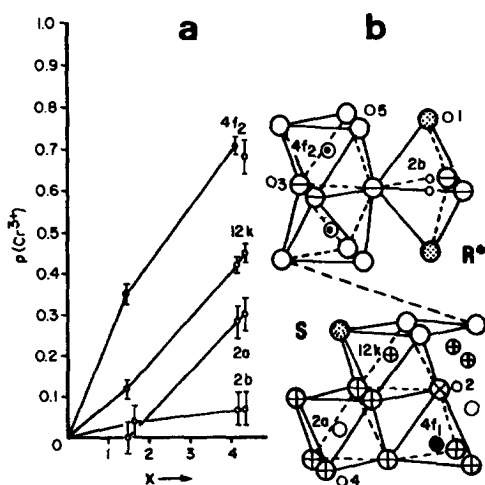 a
b
1.0
0.9
0.8
0.7
0.6
0.5
0.4
0.3
0.2
0.1
0
1
2
3
4
p(Cr³⁺)
X →
4f₂
12k
2a
2b
O5
O1
4f₂
2b
O3
R*
S
12k
O2
2a
4f₁
O4